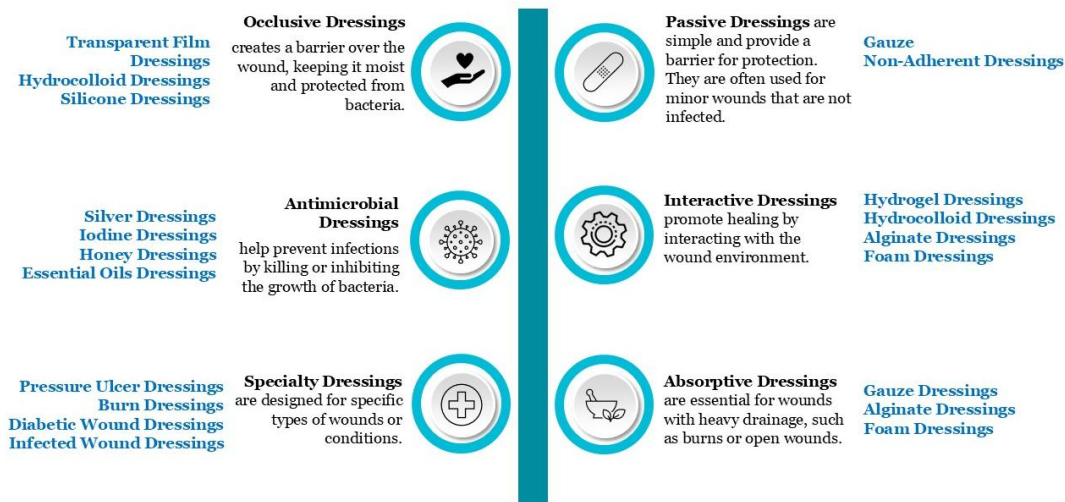 Occlusive Dressings
creates a barrier over the
wound, keeping it moist
and protected from
bacteria.
Transparent Film
Dressings
Hydrocolloid Dressings
Silicone Dressings
Passive Dressings are
simple and provide a
barrier for protection.
They are often used for
minor wounds that are not
infected.
Gauze
Non-Adherent Dressings
Antimicrobial
Dressings
help prevent infections
by killing or inhibiting
the growth of bacteria.
Silver Dressings
Iodine Dressings
Honey Dressings
Essential Oils Dressings
Interactive Dressings
promote healing by
interacting with the
wound environment.
Hydrogel Dressings
Hydrocolloid Dressings
Alginate Dressings
Foam Dressings
Specialty Dressings
are designed for specific
types of wounds or
conditions.
Pressure Ulcer Dressings
Burn Dressings
Diabetic Wound Dressings
Infected Wound Dressings
Absorptive Dressings
are essential for wounds
with heavy drainage, such
as burns or open wounds.
Gauze Dressings
Alginate Dressings
Foam Dressings